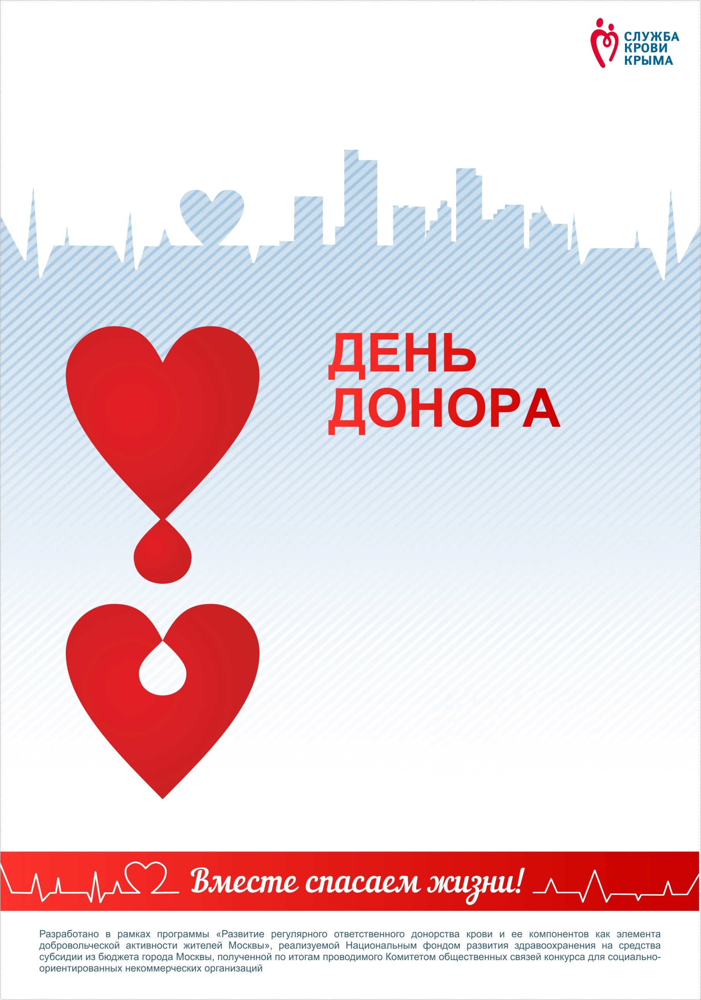 СЛУЖБА
КРОВИ
КРЫМА
ДЕНЬ
ДОНОРА
Вместе спасаем жизни!
Разработано в рамках программы «Развитие регулярного ответственного донорства крови и ее компонентов как элемента
добровольческой активности жителей Москвы», реализуемой Национальным фондом развития здравоохранения на средства
субсидии из бюджета города Москвы, полученной по итогам проводимого Комитетом общественных связей конкурса для социально-
ориентированных некоммерческих организаций